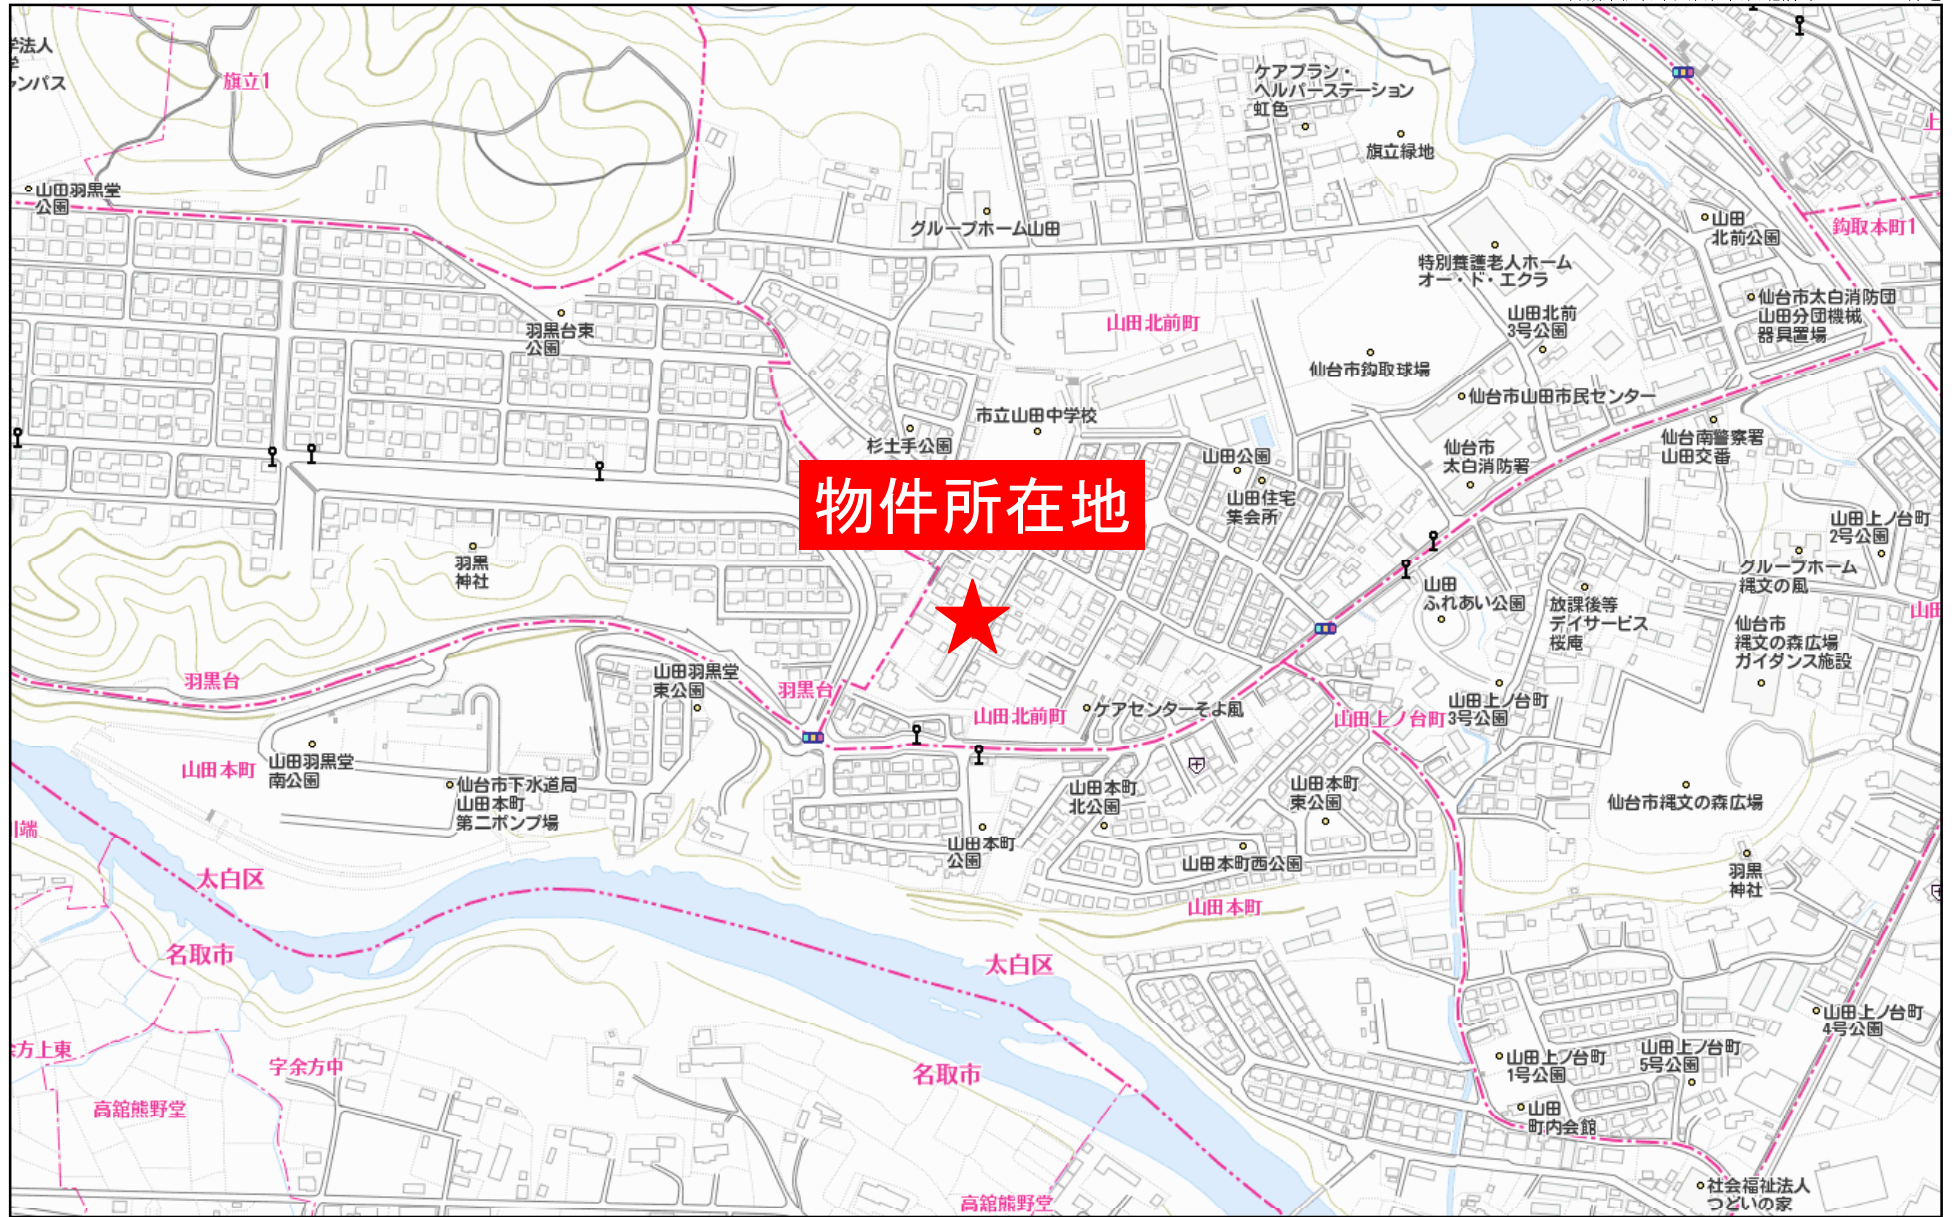 学法人
ャンパス
旗立1
山田羽黒堂
公園
ケアプラン・
ヘルパーステーション
虹色
旗立緑地
グループホーム山田
山田
北前公園
鈎取本町1
特別養護老人ホーム
オー・ド・エクラ
羽黒台東
公園
山田北前町
山田北前
3号公園
仙台市太白消防団
山田分団機械
器具置場
仙台市鈎取球場
仙台市山田市民センター
市立山田中学校
杉土手公園
山田公園
仙台市
太白消防署
仙台南警察署
山田交番
物件所在地
山田住宅
集会所
山田上ノ台町
2号公園
羽黒
神社
山田
ふれあい公園
放課後等
デイサービス
桜庵
グループホーム
縄文の風
仙台市
縄文の森広場
ガイダンス施設
山田
羽黒台
山田羽黒堂
東公園
羽黒台
山田北前町
ケアセンターそよ風
山田上ノ台町
山田上ノ台町
3号公園
山田本町
山田羽黒堂
南公園
仙台市下水道局
山田本町
第二ポンプ場
山田本町
北公園
山田本町
東公園
仙台市縄文の森広場
山田本町
公園
山田本町西公園
羽黒
神社
太白区
山田本町
名取市
太白区
山田上ノ台町
4号公園
字余方中
名取市
山田上ノ台町
1号公園
山田上ノ台町
5号公園
高舘熊野堂
山田
町内会館
高舘熊野堂
社会福祉法人
つどいの家